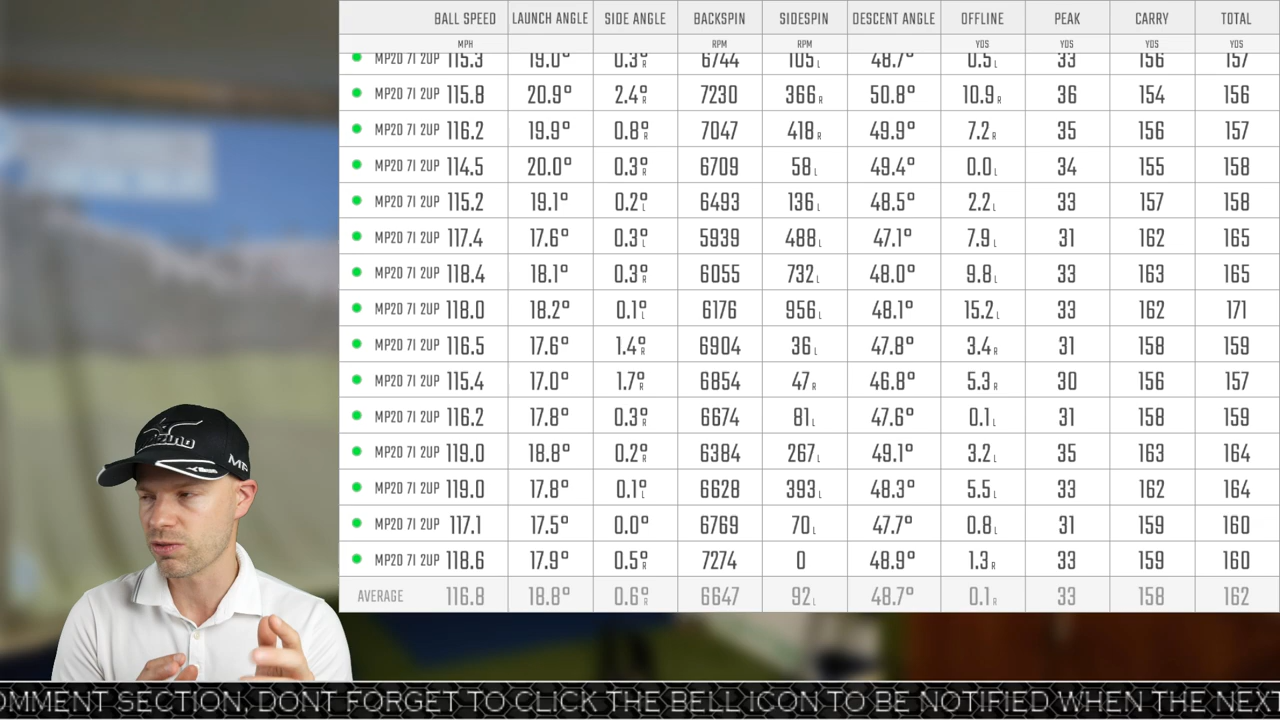 BALL SPEED LAUNCH ANGLE SIDE ANGLE BACKSPIN SIDESPIN DESCENT ANGLE OFFLINE PEAK CARRY TOTAL
MPH RPM RPM YDS YDS YDS YDS
MP20 7I 2UP 115.3 19.0° 0.3° R 6744 105 L 48.7° 0.5 L 33 156 157
MP20 7I 2UP 115.8 20.9° 2.4° R 7230 366 R 50.8° 10.9 R 36 154 156
MP20 7I 2UP 116.2 19.9° 0.8° R 7047 418 R 49.9° 7.2 R 35 156 157
MP20 7I 2UP 114.5 20.0° 0.3° R 6709 58 L 49.4° 0.0 L 34 155 158
MP20 7I 2UP 115.2 19.1° 0.2° L 6493 136 L 48.5° 2.2 L 33 157 158
MP20 7I 2UP 117.4 17.6° 0.3° L 5939 488 L 47.1° 7.9 L 31 162 165
MP20 7I 2UP 118.4 18.1° 0.3° R 6055 732 L 48.0° 9.8 L 33 163 165
MP20 7I 2UP 118.0 18.2° 0.1° L 6176 956 L 48.1° 15.2 L 33 162 171
MP20 7I 2UP 116.5 17.6° 1.4° R 6904 36 L 47.8° 3.4 R 31 158 159
MP20 7I 2UP 115.4 17.0° 1.7° R 6854 47 R 46.8° 5.3 R 30 156 157
MP20 7I 2UP 116.2 17.8° 0.3° R 6674 81 L 47.6° 0.1 L 31 158 159
MP20 7I 2UP 119.0 18.8° 0.2° R 6384 267 L 49.1° 3.2 L 35 163 164
MP20 7I 2UP 119.0 17.8° 0.1° L 6628 393 L 48.3° 5.5 L 33 162 164
MP20 7I 2UP 117.1 17.5° 0.0° 6769 70 L 47.7° 0.8 L 31 159 160
MP20 7I 2UP 118.6 17.9° 0.5° R 7274 0 48.9° 1.3 R 33 159 160
AVERAGE 116.8 18.8° 0.6° R 6647 92 L 48.7° 0.1 R 33 158 162
OMMENT SECTION, DONT FORGET TO CLICK THE BELL ICON TO BE NOTIFIED WHEN THE NEXT